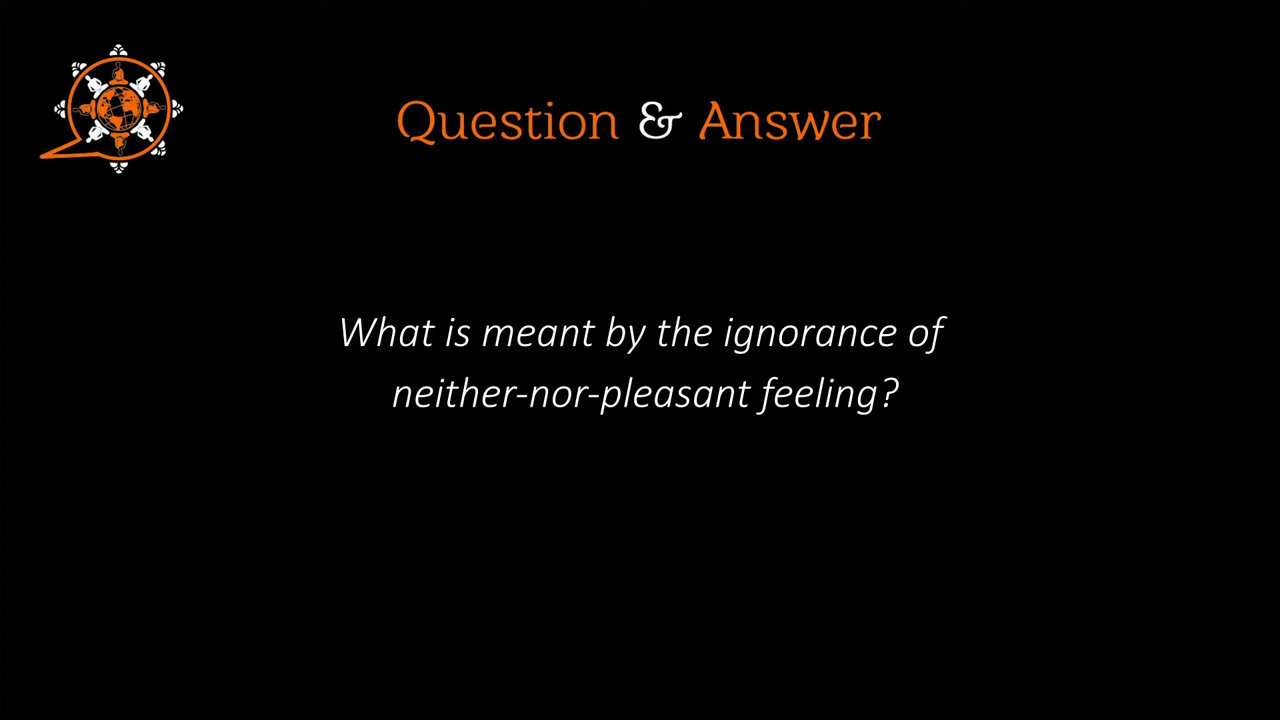 Question & Answer
What is meant by the ignorance of
neither-nor-pleasant feeling?